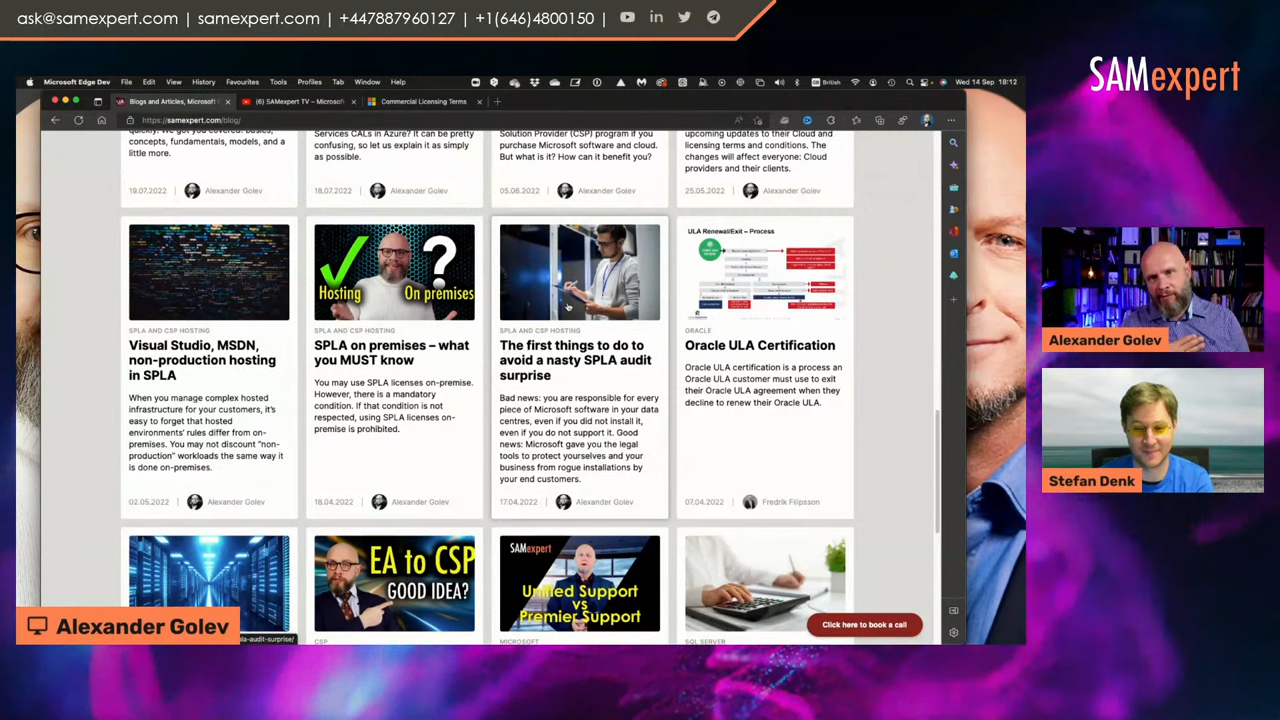 ask@samexpert.com | samexpert.com | +447887960127 | +1(646)4800150 |
SAMexpert
Microsoft Edge Dev File Edit View History Favourites Tools Profiles Tab Window Help
British
Wed 14 Sep 18:12
Blogs and Articles, Microsoft
(6) SAMexpert TV – Microsoft
Commercial Licensing Terms
https://samexpert.com/blog/
quickly. We got you covered: basics,
concepts, fundamentals, models, and a
little more.
19.07.2022 | Alexander Golev
Services CALs in Azure? It can be pretty
confusing, so let us explain it as simply
as possible.
18.07.2022 | Alexander Golev
Solution Provider (CSP) program if you
purchase Microsoft software and cloud.
But what is it? How can it benefit you?
05.06.2022 | Alexander Golev
upcoming updates to their Cloud and
licensing terms and conditions. The
changes will affect everyone: Cloud
providers and their clients.
25.05.2022 | Alexander Golev
SPLA AND CSP HOSTING
Visual Studio, MSDN,
non-production hosting
in SPLA
When you manage complex hosted
infrastructure for your customers, it's
easy to forget that hosted
environments' rules differ from on-
premises. You may not discount "non-
production" workloads the same way it
is done on-premises.
02.05.2022 | Alexander Golev
Hosting
?
On premises
SPLA AND CSP HOSTING
SPLA on premises – what
you MUST know
You may use SPLA licenses on-premise.
However, there is a mandatory
condition. If that condition is not
respected, using SPLA licenses on-
premise is prohibited.
18.04.2022 | Alexander Golev
SPLA AND CSP HOSTING
The first things to do to
avoid a nasty SPLA audit
surprise
Bad news: you are responsible for every
piece of Microsoft software in your data
centres, even if you did not install it,
even if you do not support it. Good
news: Microsoft gave you the legal
tools to protect yourselves and your
business from rogue installations by
your end customers.
17.04.2022 | Alexander Golev
ULA Renewal/Exit – Process
ORACLE
Oracle ULA Certification
Oracle ULA certification is a process an
Oracle ULA customer must use to exit
their Oracle ULA agreement when they
decline to renew their Oracle ULA.
07.04.2022 | Fredrik Filipsson
EA to CSP
GOOD IDEA?
CSP
SAMexpert
Unified Support
vs
Premier Support
MICROSOFT
SQL SERVER
Click here to book a call
la-audit-surprise/
Alexander Golev
Alexander Golev
Stefan Denk